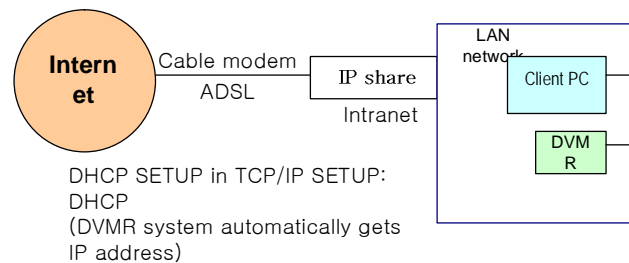 Intern
et
Cable modem
ADSL
IP share
Intranet
LAN
network
Client PC
DVM
R
DHCP SETUP in TCP/IP SETUP:
DHCP
(DVMR system automatically gets
IP address)